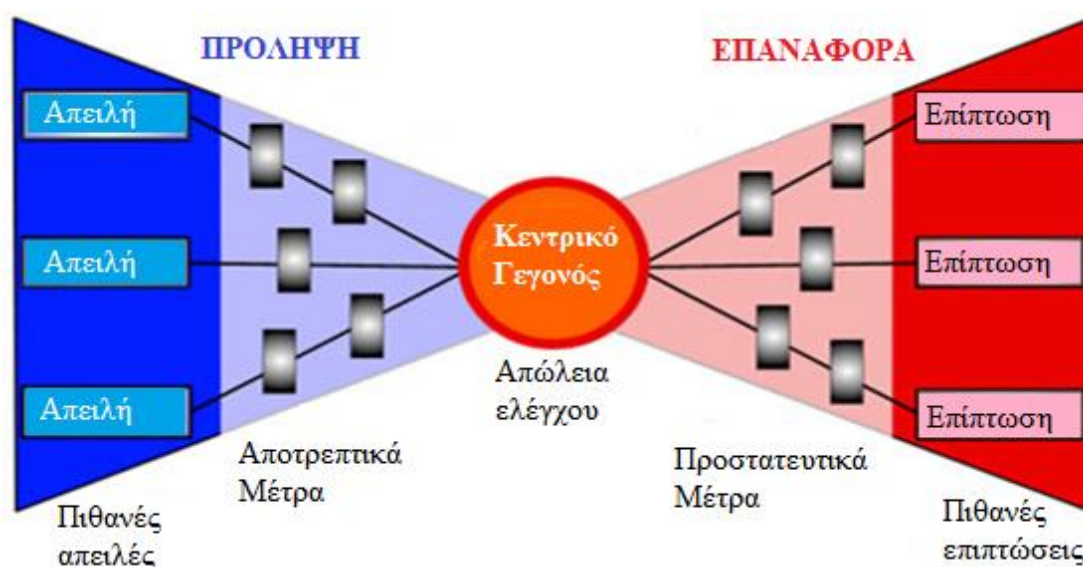 ΠΡΟΛΗΨΗ
ΕΠΑΝΑΦΟΡΑ
Απειλή
Επίπτωση
Κεντρικό
Γεγονός
Απειλή
Επίπτωση
Απώλεια
ελέγχου
Απειλή
Επίπτωση
Αποτρεπτικά
Μέτρα
Προστατευτικά
Μέτρα
Πιθανές
απειλές
Πιθανές
επιπτώσεις